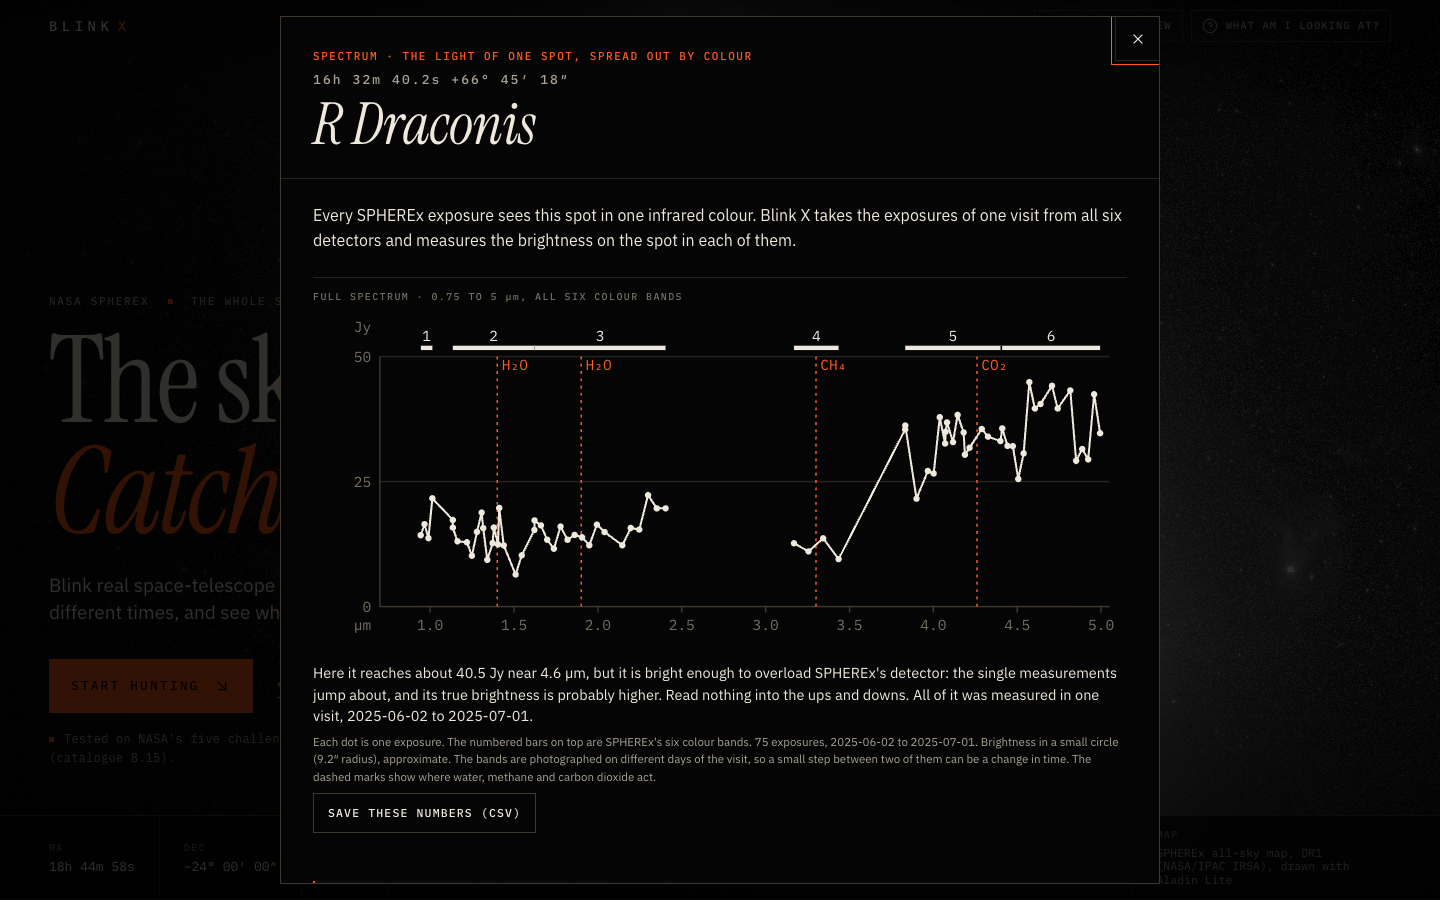 BLINK X
EW
WHAT AM I LOOKING AT?
SPECTRUM · THE LIGHT OF ONE SPOT, SPREAD OUT BY COLOUR
16h 32m 40.2s +66° 45′ 18″
R Draconis
Every SPHEREx exposure sees this spot in one infrared colour. Blink X takes the exposures of one visit from all six
detectors and measures the brightness on the spot in each of them.
FULL SPECTRUM · 0.75 TO 5 µm, ALL SIX COLOUR BANDS
Jy
1 2 3 4 5 6
50
H₂O H₂O CH₄ CO₂
25
0
µm 1.0 1.5 2.0 2.5 3.0 3.5 4.0 4.5 5.0
Here it reaches about 40.5 Jy near 4.6 µm, but it is bright enough to overload SPHEREx's detector: the single measurements
jump about, and its true brightness is probably higher. Read nothing into the ups and downs. All of it was measured in one
visit, 2025-06-02 to 2025-07-01.
Each dot is one exposure. The numbered bars on top are SPHEREx's six colour bands. 75 exposures, 2025-06-02 to 2025-07-01. Brightness in a small circle
(9.2″ radius), approximate. The bands are photographed on different days of the visit, so a small step between two of them can be a change in time. The
dashed marks show where water, methane and carbon dioxide act.
SAVE THESE NUMBERS (CSV)
NASA SPHEREX ■ THE WHOLE S
The sk
Catch
Blink real space-telescope
different times, and see wh
START HUNTING
Tested on NASA's five challen
(catalogue 8.15).
RA
18h 44m 58s
DEC
−24° 00′ 00″
MAP
SPHEREx all-sky map, DR1
(NASA/IPAC IRSA), drawn with
Aladin Lite